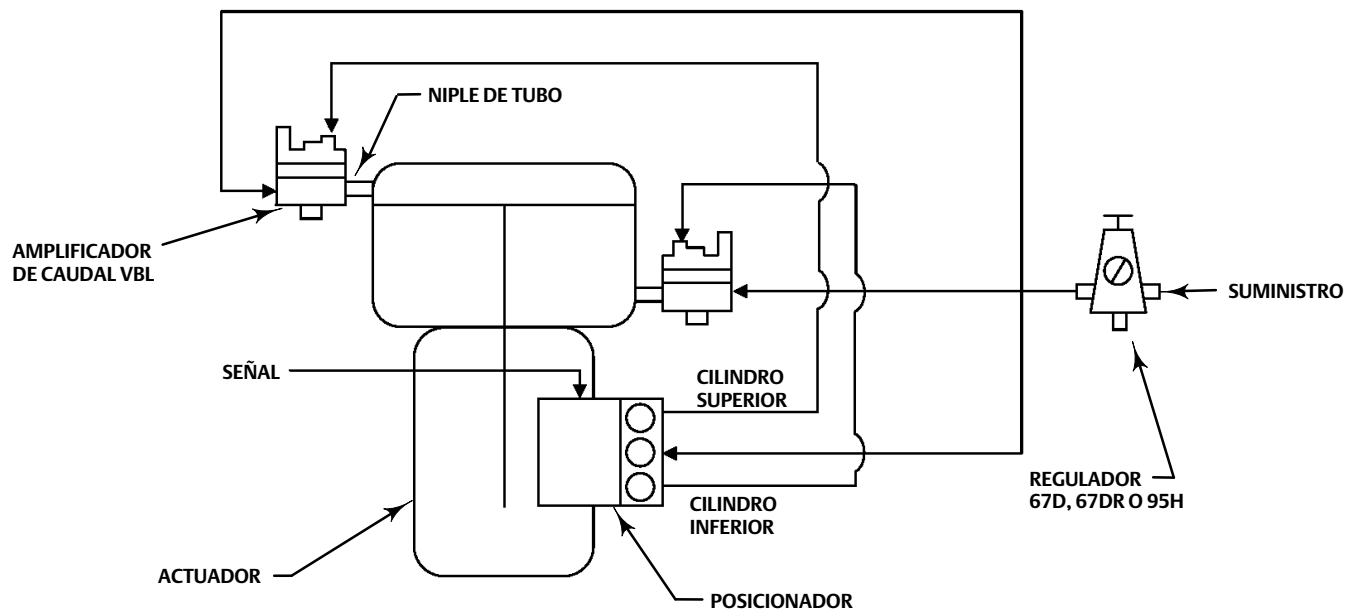 NIPLE DE TUBO
AMPLIFICADOR
DE CAUDAL VBL
SUMINISTRO
SEÑAL
CILINDRO
SUPERIOR
REGULADOR
67D, 67DR O 95H
CILINDRO
INFERIOR
ACTUADOR
POSICIONADOR